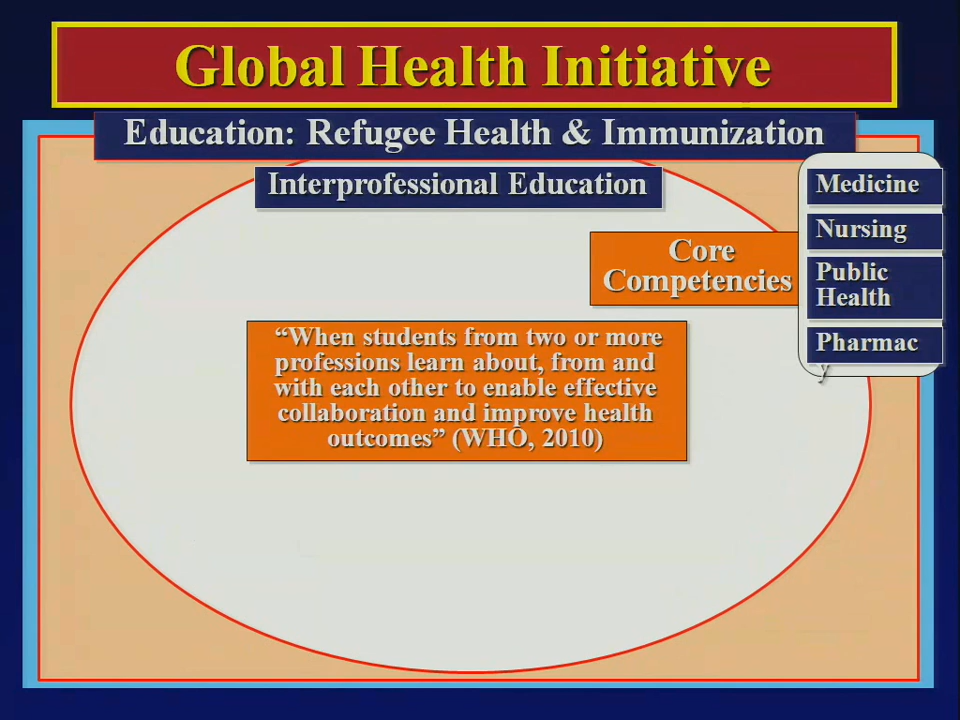 Global Health Initiative
Education: Refugee Health & Immunization
Interprofessional Education
Medicine
Nursing
Public
Health
Pharmac
y
Core
Competencies
“When students from two or more
professions learn about, from and
with each other to enable effective
collaboration and improve health
outcomes” (WHO, 2010)